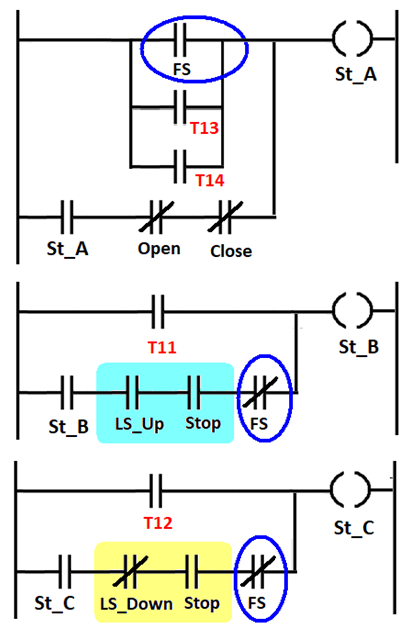 FS
St_A
T13
T14
St_A Open Close
T11
St_B
St_B LS_Up Stop FS
T12
St_C
St_C LS_Down Stop FS